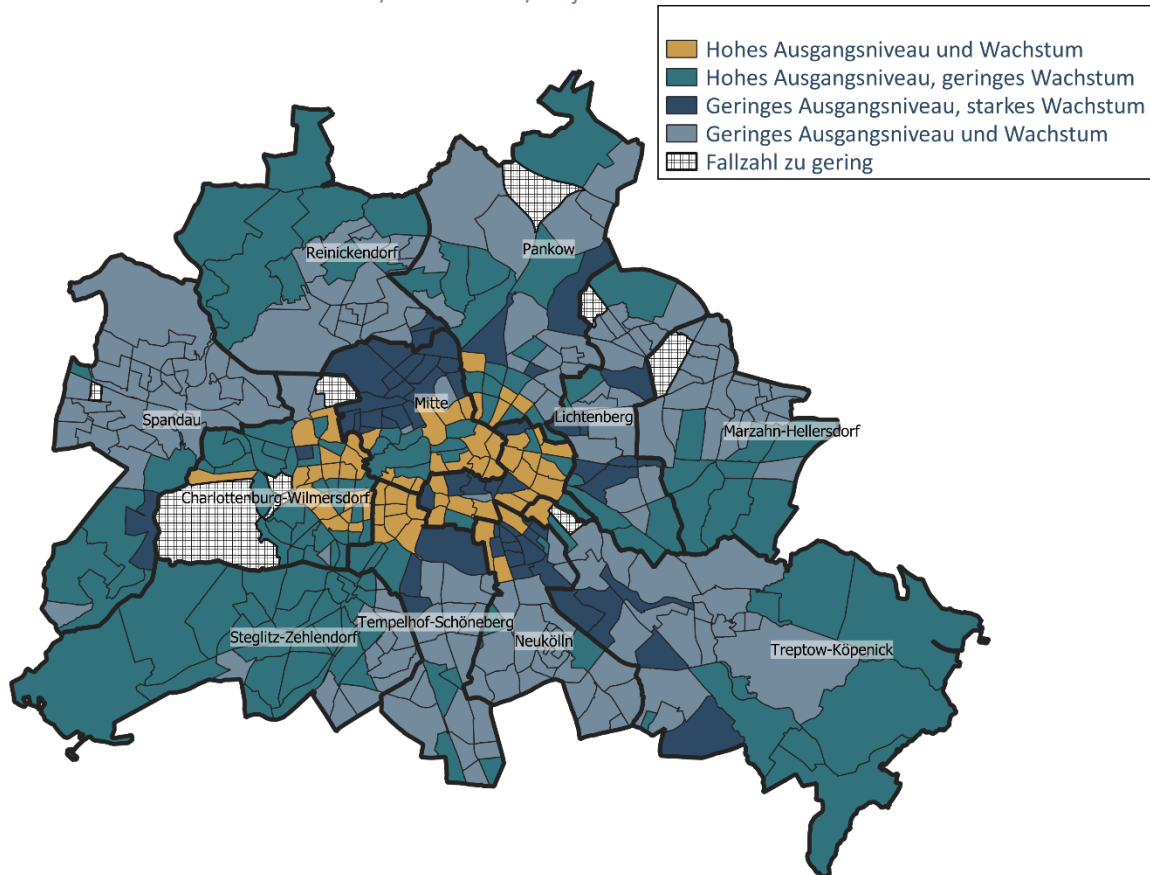 Hohes Ausgangsniveau und Wachstum
Hohes Ausgangsniveau, geringes Wachstum
Geringes Ausgangsniveau, starkes Wachstum
Geringes Ausgangsniveau und Wachstum
Fallzahl zu gering
Reinickendorf
Pankow
Mitte
Lichtenberg
Spandau
Marzahn-Hellersdorf
Charlottenburg-Wilmersdorf
Tempelhof-Schöneberg
Steglitz-Zehlendorf
Neukölln
Treptow-Köpenick